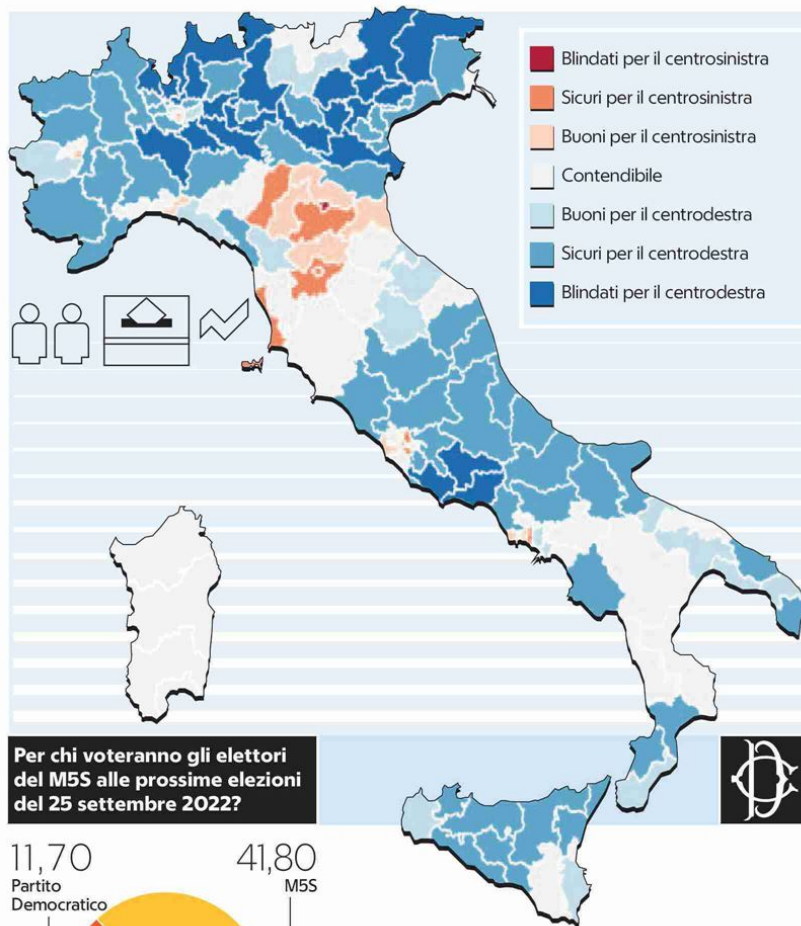 Blindati per il centrosinistra
Sicuri per il centrosinistra
Buoni per il centrosinistra
Contendibile
Buoni per il centrodestra
Sicuri per il centrodestra
Blindati per il centrodestra
Per chi voteranno gli elettori
del M5S alle prossime elezioni
del 25 settembre 2022?
11,70
Partito
Democratico
41,80
M5S